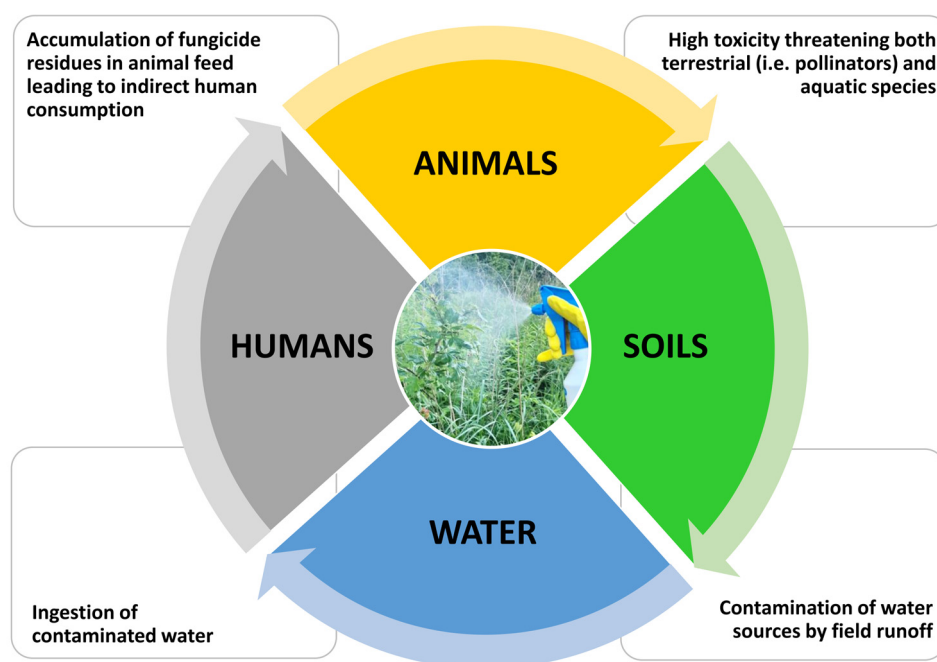 Accumulation of fungicide
residues in animal feed
leading to indirect human
consumption
High toxicity threatening both
terrestrial (i.e. pollinators) and
aquatic species
ANIMALS
HUMANS
SOILS
WATER
Ingestion of
contaminated water
Contamination of water
sources by field runoff